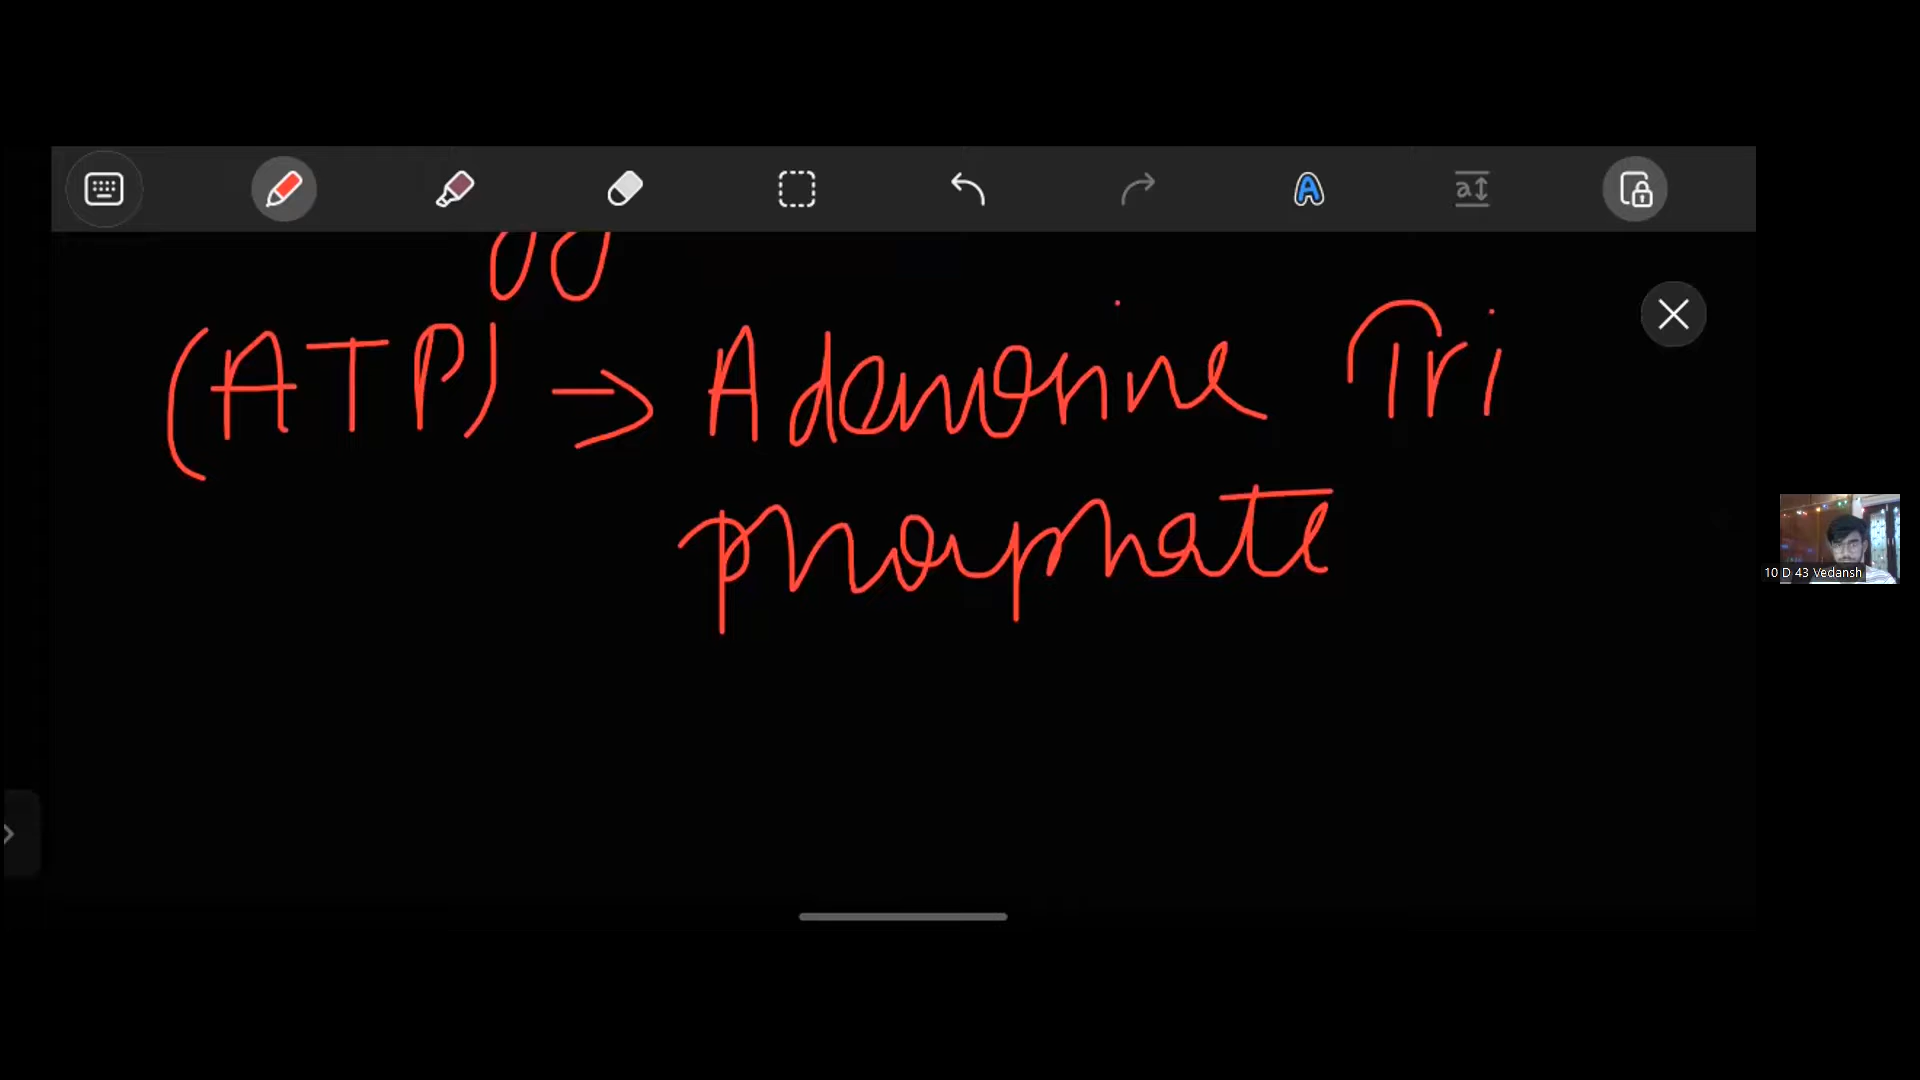 (ATP) → Adenosine Tri
phosphate
10 D 43 Vedansh